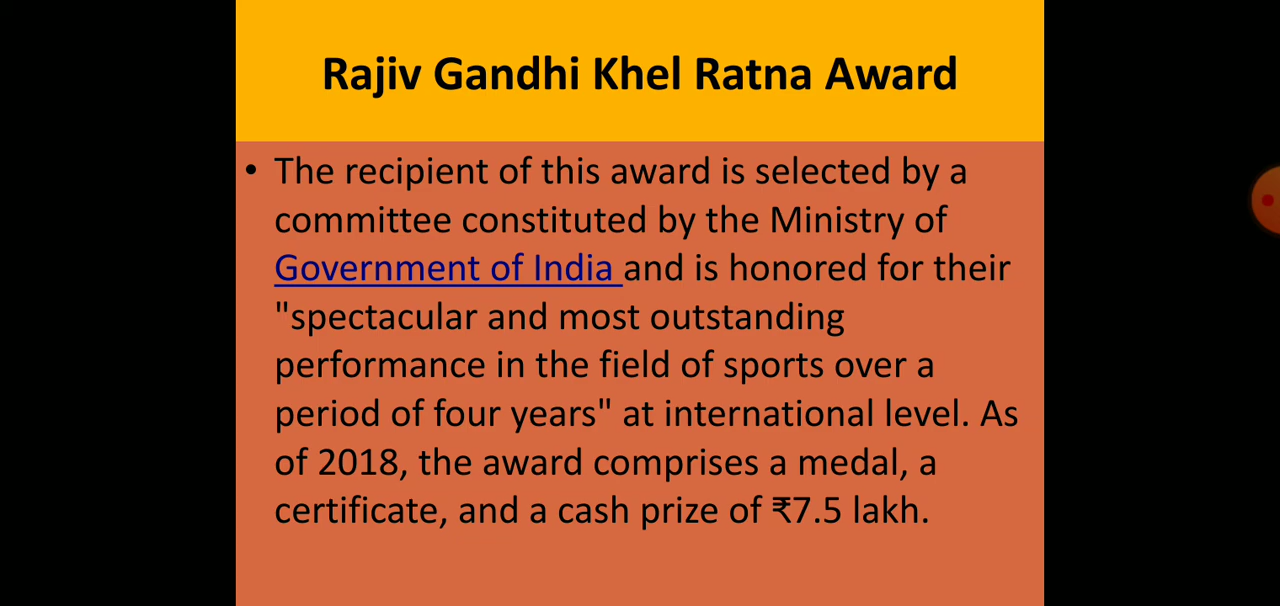 Rajiv Gandhi Khel Ratna Award
• The recipient of this award is selected by a
committee constituted by the Ministry of
Government of India and is honored for their
"spectacular and most outstanding
performance in the field of sports over a
period of four years" at international level. As
of 2018, the award comprises a medal, a
certificate, and a cash prize of ₹7.5 lakh.